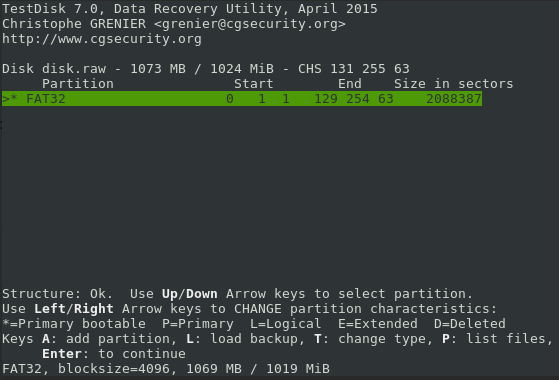 TestDisk 7.0, Data Recovery Utility, April 2015
Christophe GRENIER <grenier@cgsecurity.org>
http://www.cgsecurity.org
Disk disk.raw - 1073 MB / 1024 MiB - CHS 131 255 63
     Partition               Start        End    Size in sectors
>* FAT32                    0   1  1   129 254 63    2088387
Structure: Ok.  Use Up/Down Arrow keys to select partition.
Use Left/Right Arrow keys to CHANGE partition characteristics:
*=Primary bootable  P=Primary  L=Logical  E=Extended  D=Deleted
Keys A: add partition, L: load backup, T: change type, P: list files,
     Enter: to continue
FAT32, blocksize=4096, 1069 MB / 1019 MiB